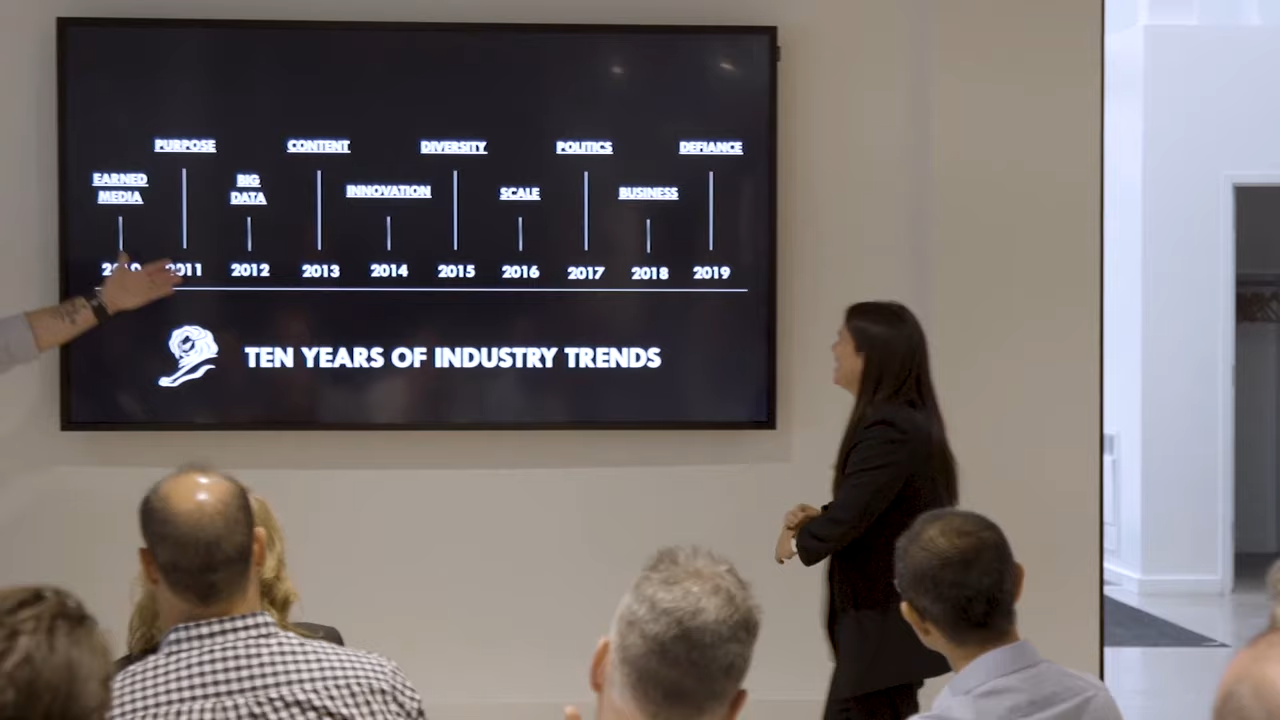 PURPOSE CONTENT DIVERSITY POLITICS DEFIANCE
EARNED
MEDIA
BIG
DATA
INNOVATION SCALE BUSINESS
2011 2012 2013 2014 2015 2016 2017 2018 2019
TEN YEARS OF INDUSTRY TRENDS